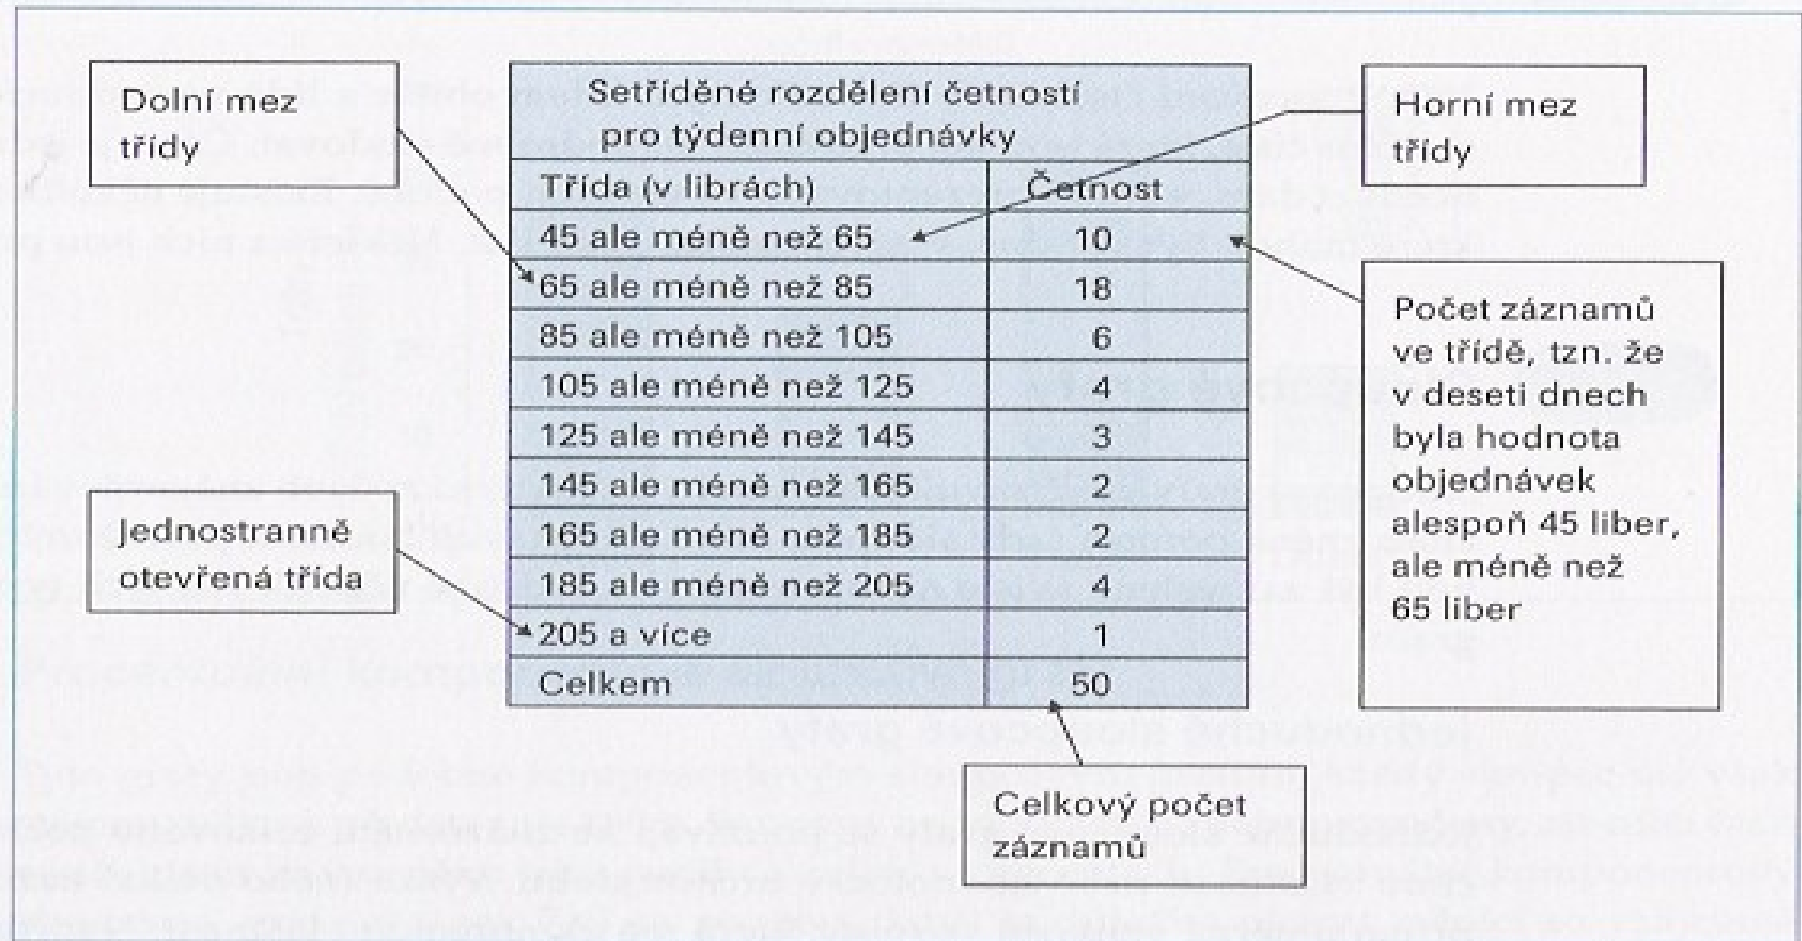 Dolní mez
třídy
Setříděné rozdělení četností
pro týdenní objednávky
Třída (v librách) Četnost
45 ale méně než 65 10
65 ale méně než 85 18
85 ale méně než 105 6
105 ale méně než 125 4
125 ale méně než 145 3
145 ale méně než 165 2
165 ale méně než 185 2
185 ale méně než 205 4
205 a více 1
Celkem 50
Horní mez
třídy
Počet záznamů
ve třídě, tzn. že
v deseti dnech
byla hodnota
objednávek
alespoň 45 liber,
ale méně než
65 liber
Jednostranně
otevřená třída
Celkový počet
záznamů